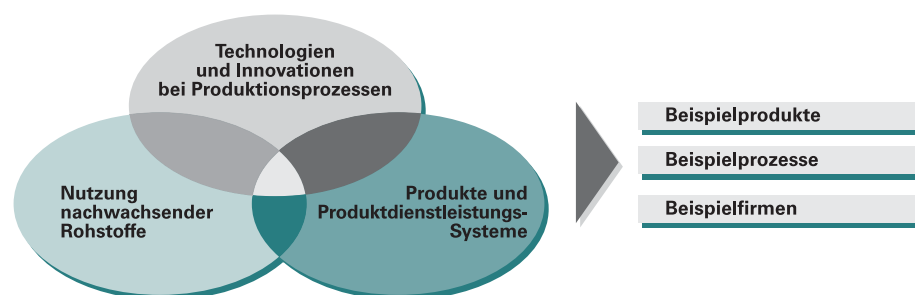 Technologien
und Innovationen
bei Produktionsprozessen
Nutzung
nachwachsender
Rohstoffe
Produkte und
Produktdienstleistungs-
Systeme
Beispielprodukte
Beispielprozesse
Beispielfirmen